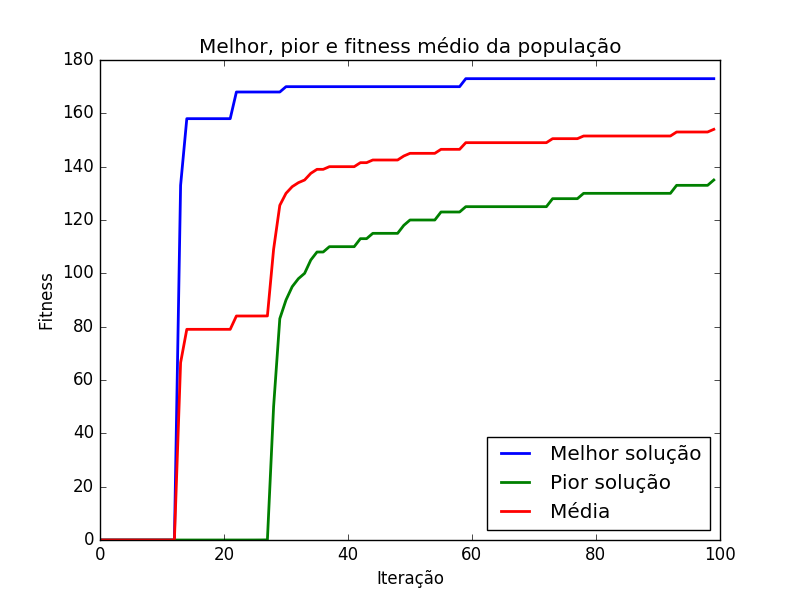 Melhor, pior e fitness médio da população
180
160
140
120
100
80
60
40
20
0
Fitness
Melhor solução
Pior solução
Média
0 20 40 60 80 100
Iteração